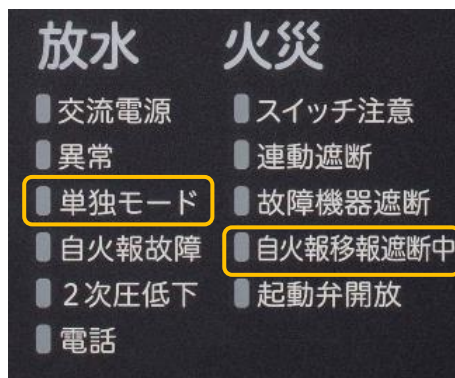 放水 火災
交流電源 スイッチ注意
異常 連動遮断
単独モード 故障機器遮断
自火報故障 自火報移報遮断中
2次圧低下 起動弁開放
電話